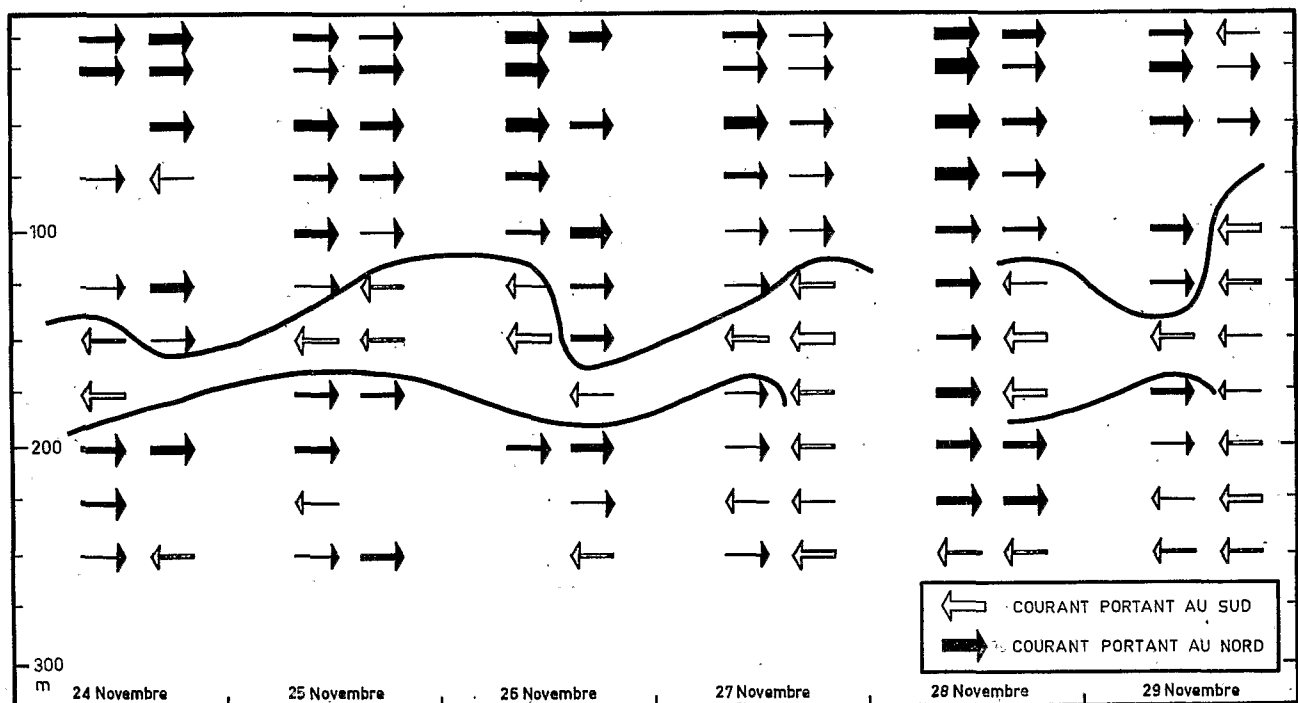 100
200
300
m
COURANT PORTANT AU SUD
COURANT PORTANT AU NORD
24 Novembre
25 Novembre
26 Novembre
27 Novembre
28 Novembre
29 Novembre